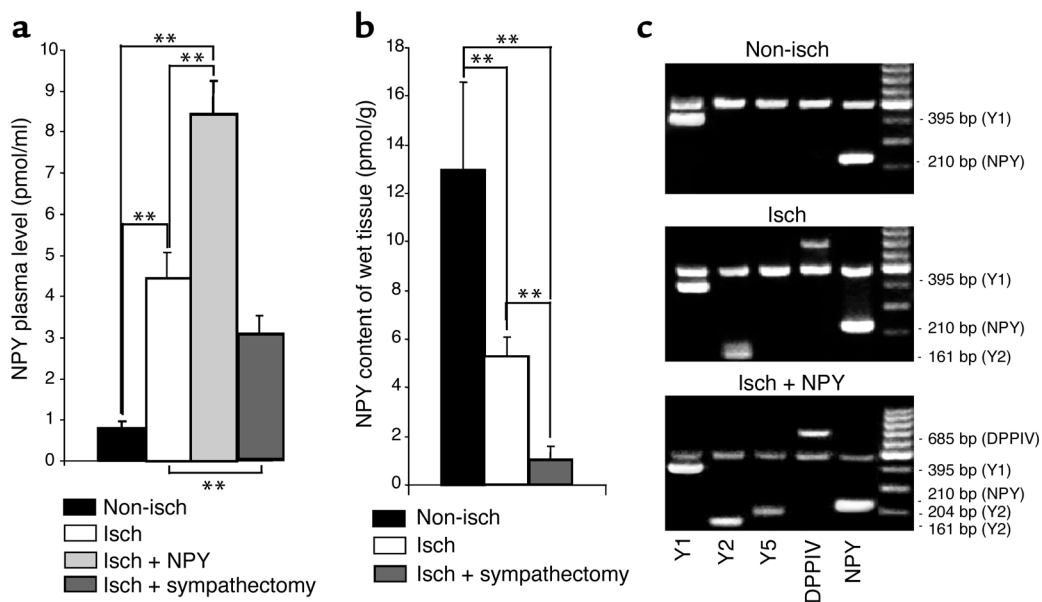 a
NPY plasma level (pmol/ml)
10
9
8
7
6
5
4
3
2
1
0
**
**
**
**
Non-isch
Isch
Isch + NPY
Isch + sympathectomy
b
NPY content of wet tissue (pmol/g)
18
16
14
12
10
8
6
4
2
0
**
**
**
Non-isch
Isch
Isch + sympathectomy
c
Non-isch
- 395 bp (Y1)
- 210 bp (NPY)
Isch
- 395 bp (Y1)
- 210 bp (NPY)
- 161 bp (Y2)
Isch + NPY
- 685 bp (DPPIV)
- 395 bp (Y1)
- 210 bp (NPY)
- 204 bp (Y2)
- 161 bp (Y2)
Y1
Y2
Y5
DPPIV
NPY